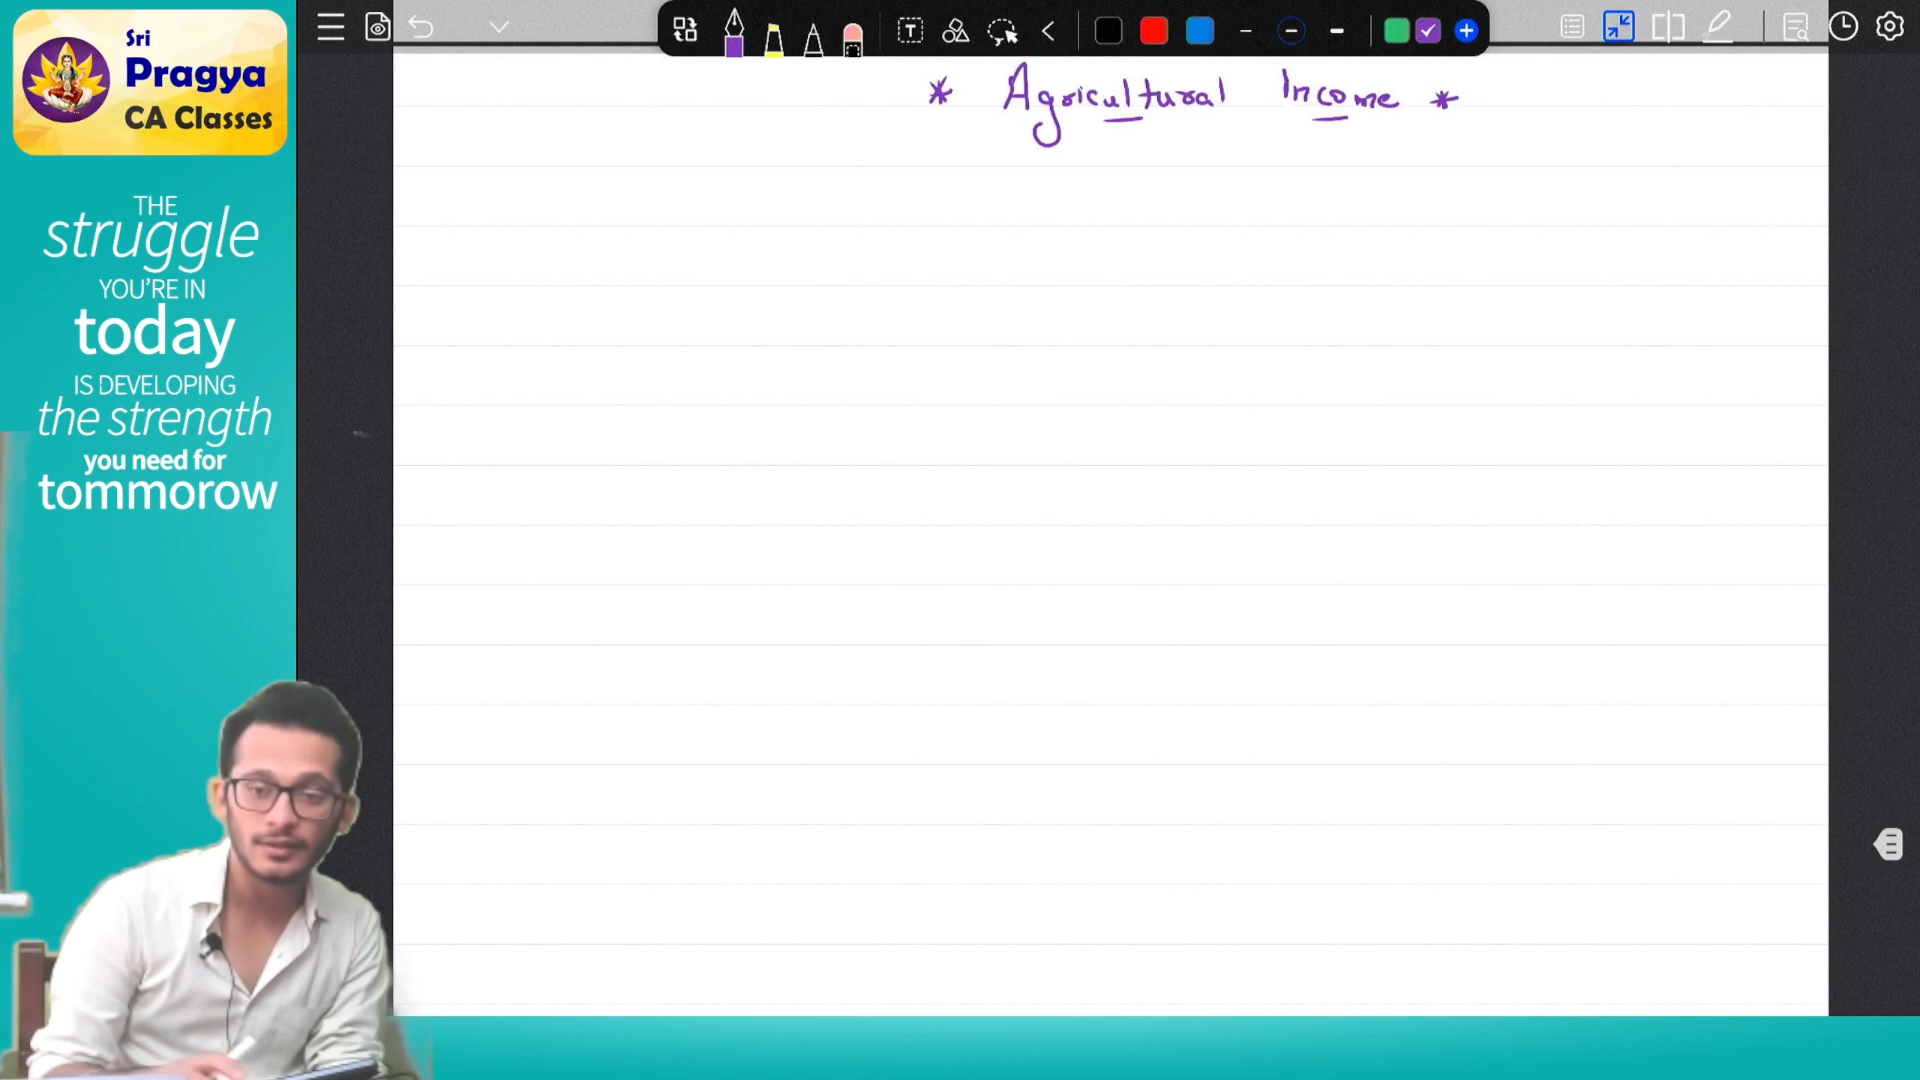 Sri
Pragya
CA Classes
THE
struggle
YOU'RE IN
today
IS DEVELOPING
the strength
you need for
tommorow
* Agricultural Income *